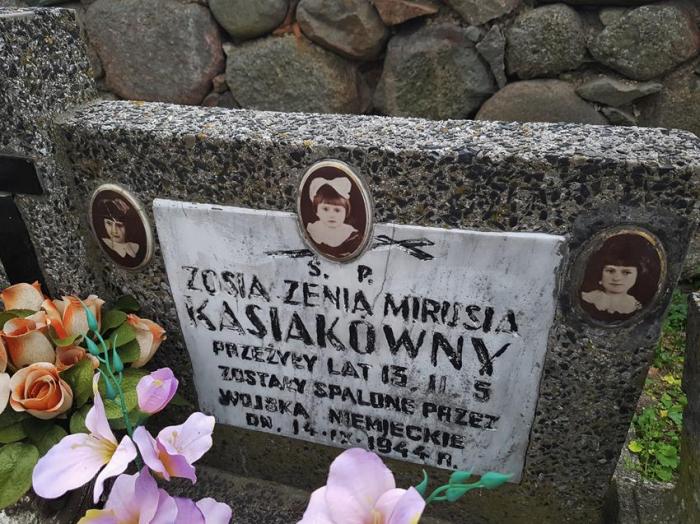 Ś. P.
ZOSIA ZENIA MIRUSIA
KASIAKÓWNY
PRZEŻYŁY LAT 13. 11. 5
ZOSTAŁY SPALONE PRZEZ
WOJSKA NIEMIECKIE
DN. 14-IX-1944 R.